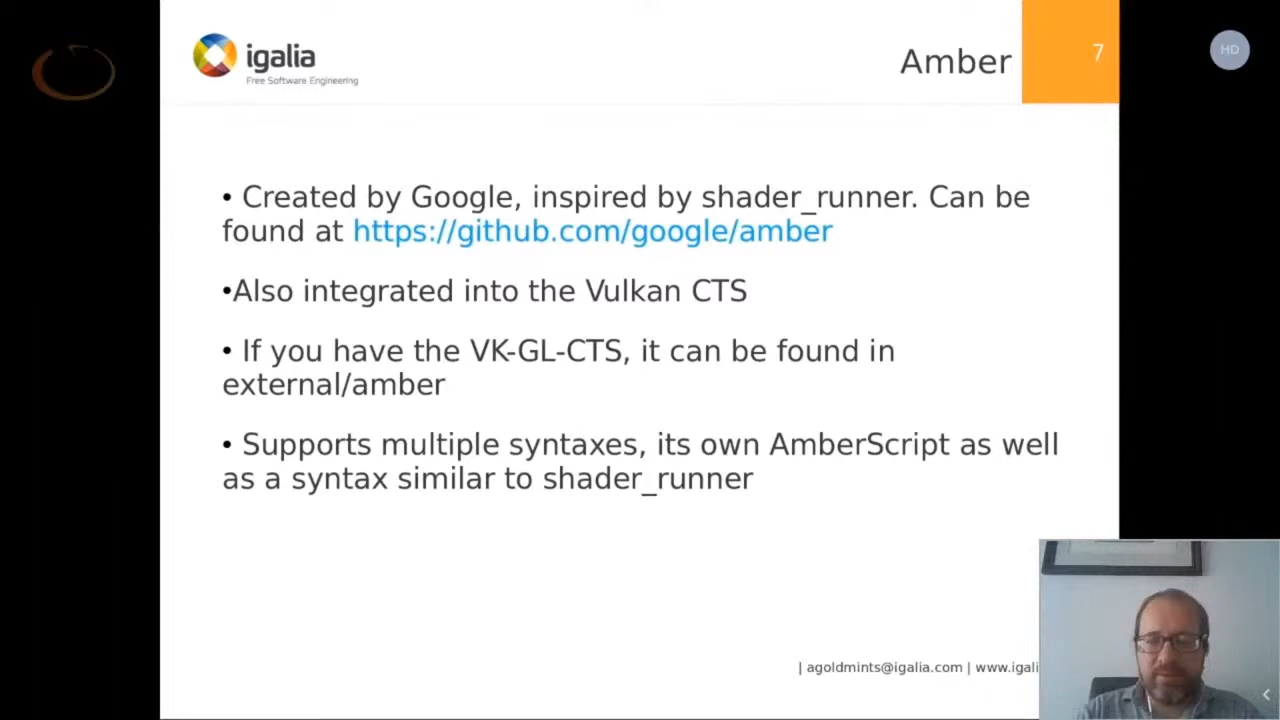 igalia
Free Software Engineering
Amber
7
HD
• Created by Google, inspired by shader_runner. Can be
found at https://github.com/google/amber
•Also integrated into the Vulkan CTS
• If you have the VK-GL-CTS, it can be found in
external/amber
• Supports multiple syntaxes, its own AmberScript as well
as a syntax similar to shader_runner
| agoldmints@igalia.com | www.igali